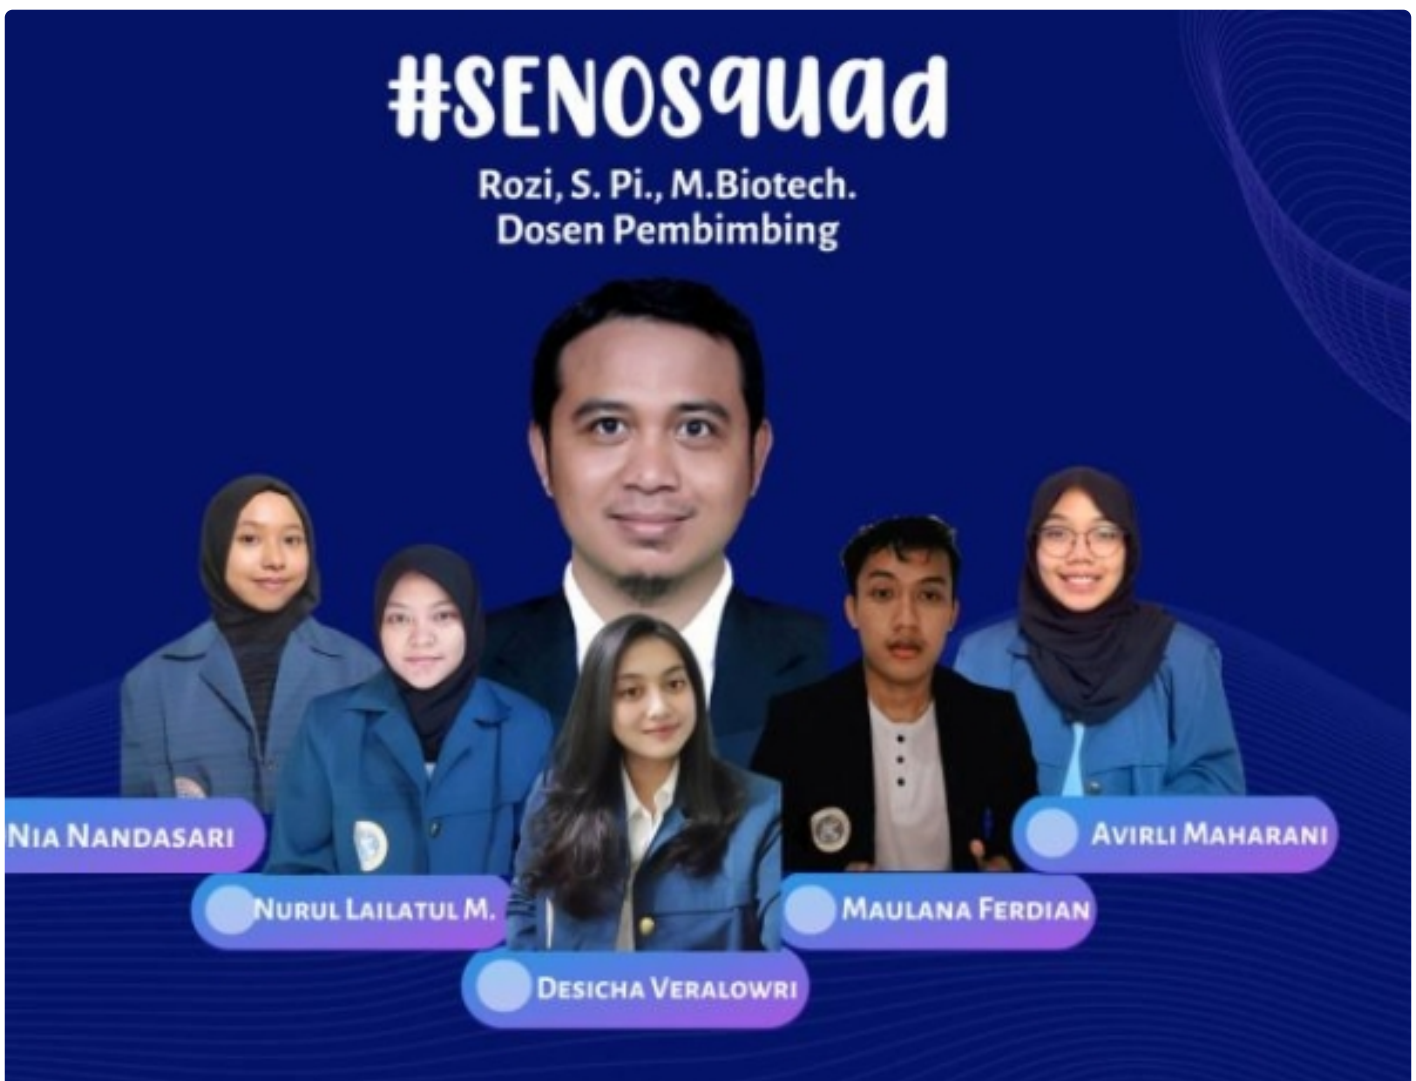 #SENOSquad
Rozi, S. Pi., M.Biotech.
Dosen Pembimbing
NIA NANDASARI
AVIRLI MAHARANI
NURUL LAILATUL M.
MAULANA FERDIAN
DESICHA VERALOWRI